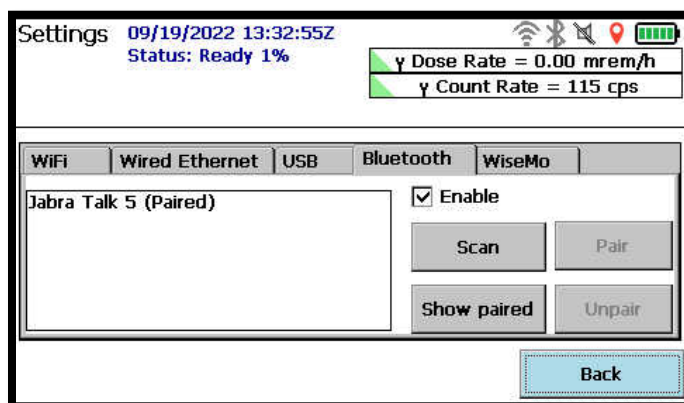 Settings 09/19/2022 13:32:55Z
Status: Ready 1%
γ Dose Rate = 0.00 mrem/h
γ Count Rate = 115 cps
WiFi Wired Ethernet USB Bluetooth WiseMo
Jabra Talk 5 (Paired)
Enable
Scan Pair
Show paired Unpair
Back